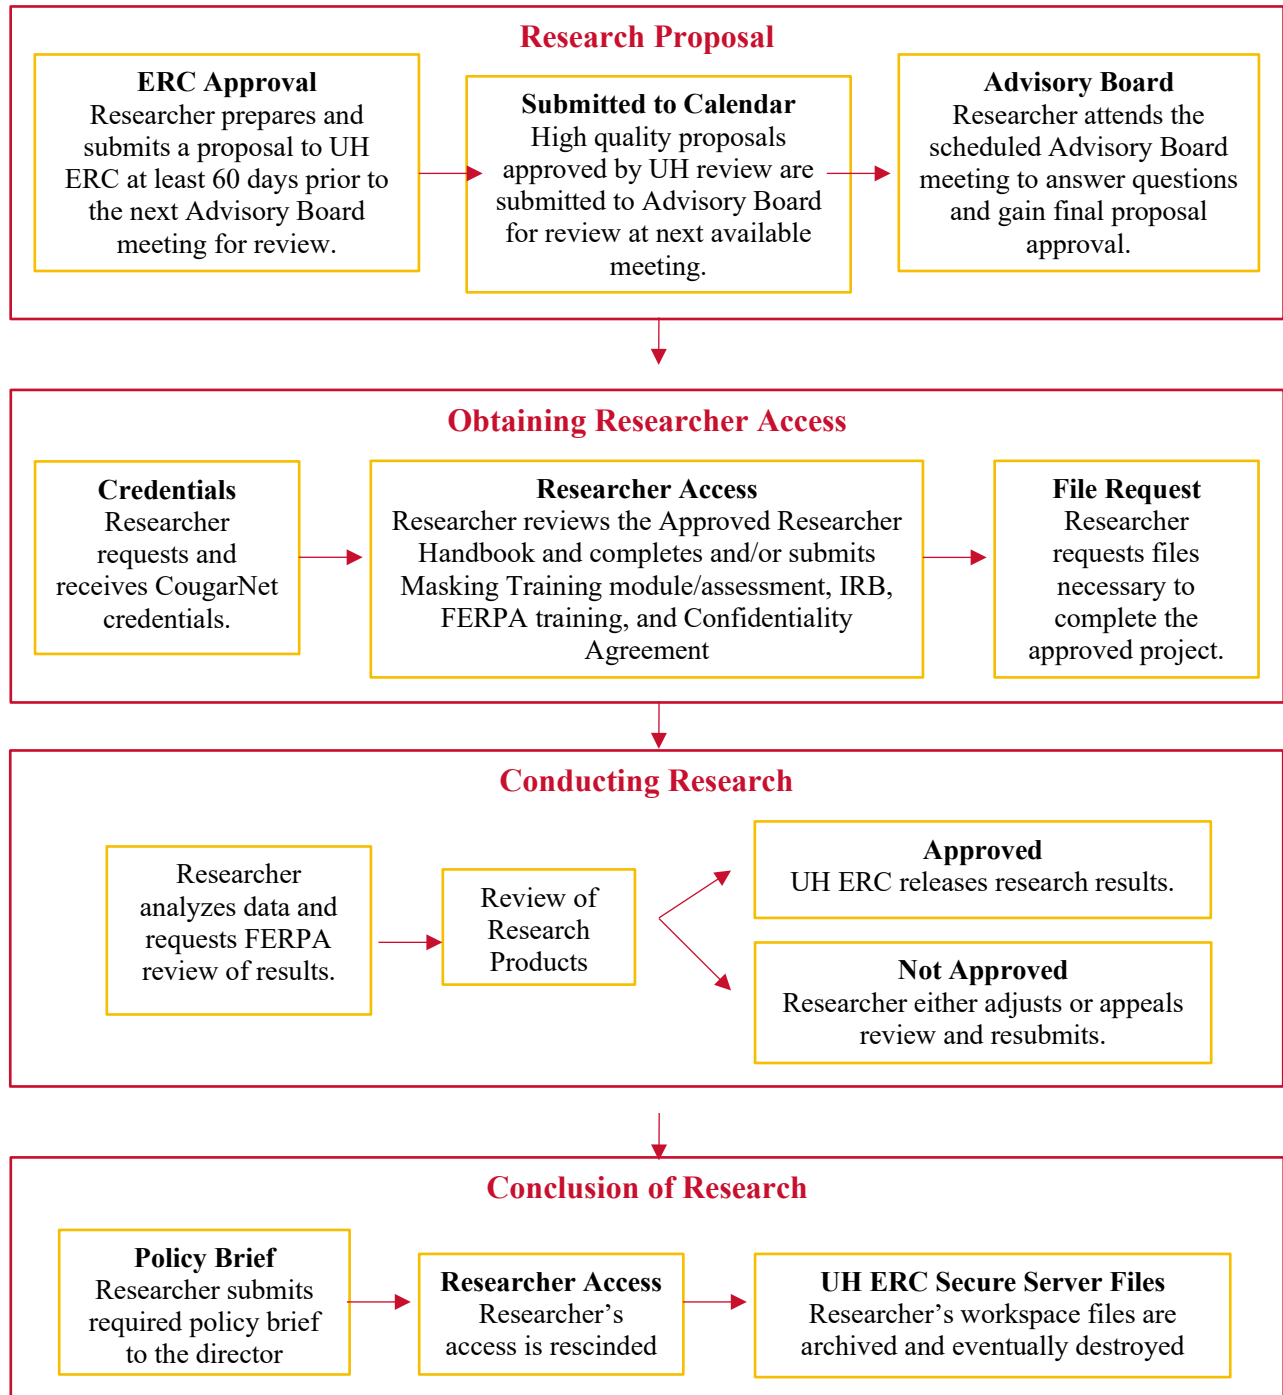 Research Proposal
ERC Approval
Researcher prepares and
submits a proposal to UH
ERC at least 60 days prior to
the next Advisory Board
meeting for review.
Submitted to Calendar
High quality proposals
approved by UH review are
submitted to Advisory Board
for review at next available
meeting.
Advisory Board
Researcher attends the
scheduled Advisory Board
meeting to answer questions
and gain final proposal
approval.
Obtaining Researcher Access
Credentials
Researcher
requests and
receives CougarNet
credentials.
Researcher Access
Researcher reviews the Approved Researcher
Handbook and completes and/or submits
Masking Training module/assessment, IRB,
FERPA training, and Confidentiality
Agreement
File Request
Researcher
requests files
necessary to
complete the
approved project.
Conducting Research
Researcher
analyzes data and
requests FERPA
review of results.
Review of
Research
Products
Approved
UH ERC releases research results.
Not Approved
Researcher either adjusts or appeals
review and resubmits.
Conclusion of Research
Policy Brief
Researcher submits
required policy brief
to the director
Researcher Access
Researcher’s
access is rescinded
UH ERC Secure Server Files
Researcher’s workspace files are
archived and eventually destroyed